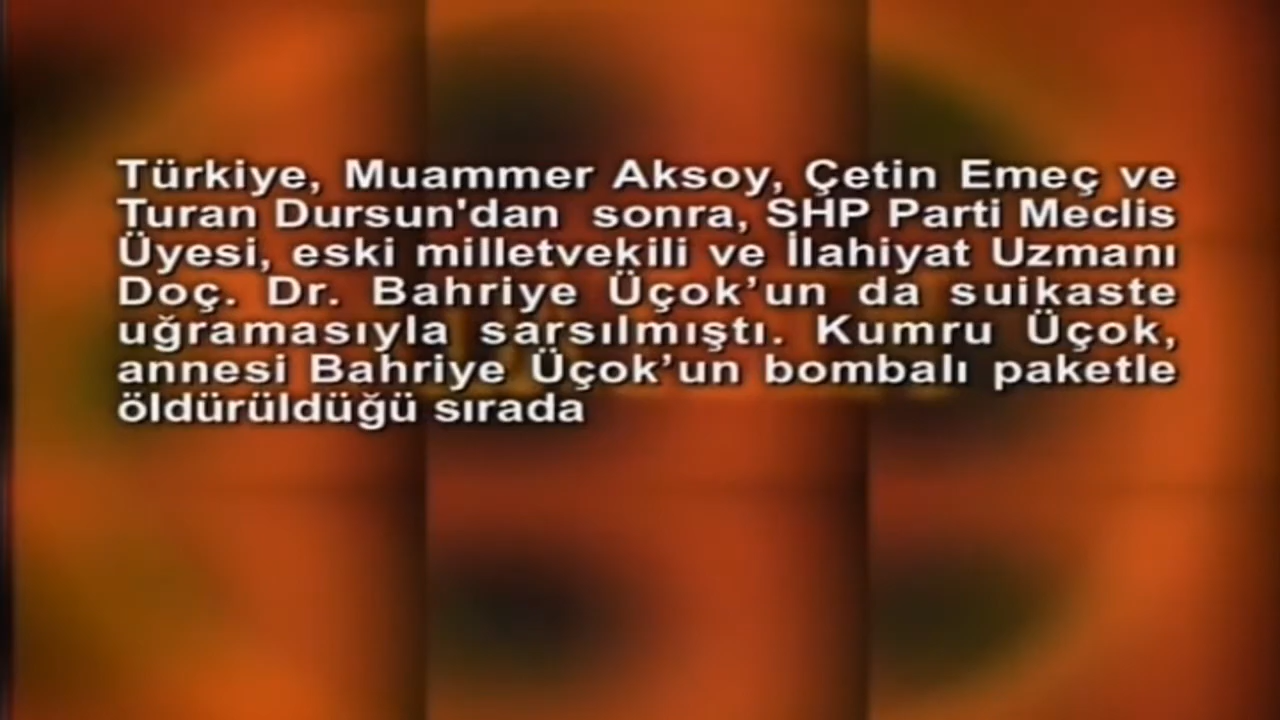 Türkiye, Muammer Aksoy, Çetin Emeç ve
Turan Dursun'dan sonra, SHP Parti Meclis
Üyesi, eski milletvekili ve İlahiyat Uzmanı
Doç. Dr. Bahriye Üçok’un da suikaste
uğramasıyla sarsılmıştı. Kumru Üçok,
annesi Bahriye Üçok’un bombalı paketle
öldürüldüğü sırada